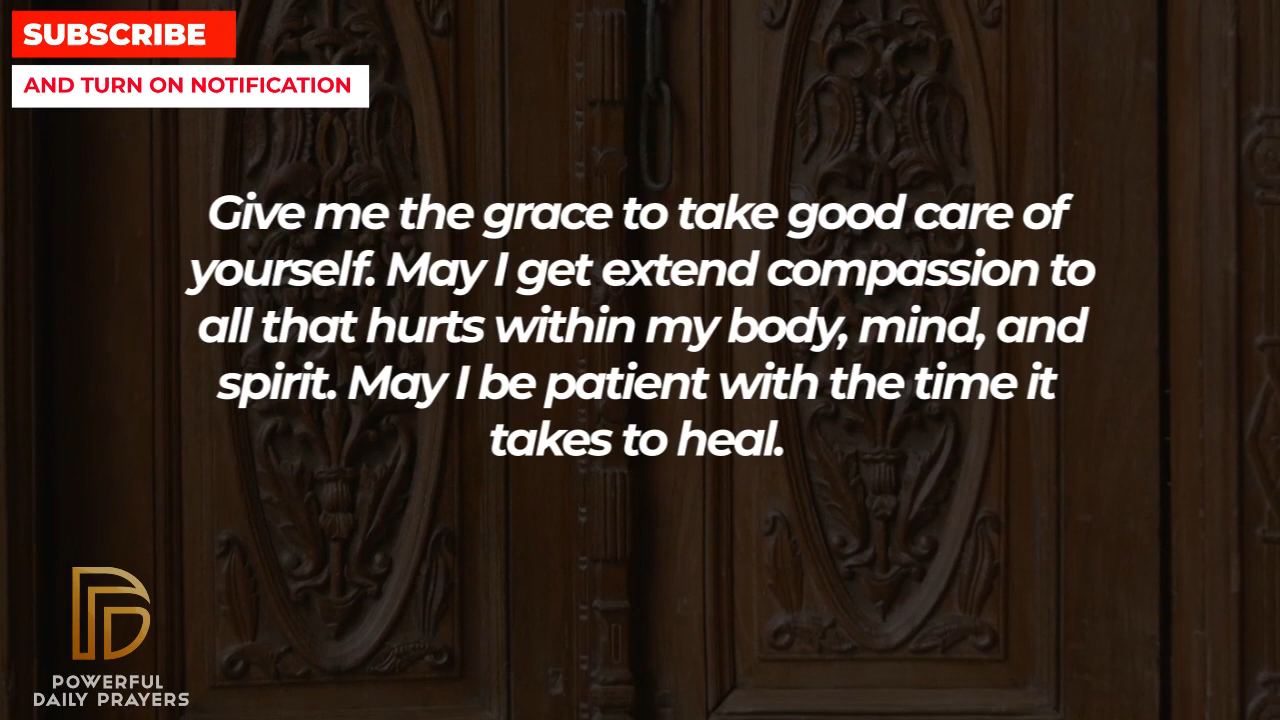 SUBSCRIBE
AND TURN ON NOTIFICATION
Give me the grace to take good care of
yourself. May I get extend compassion to
all that hurts within my body, mind, and
spirit. May I be patient with the time it
takes to heal.
POWERFUL
DAILY PRAYERS